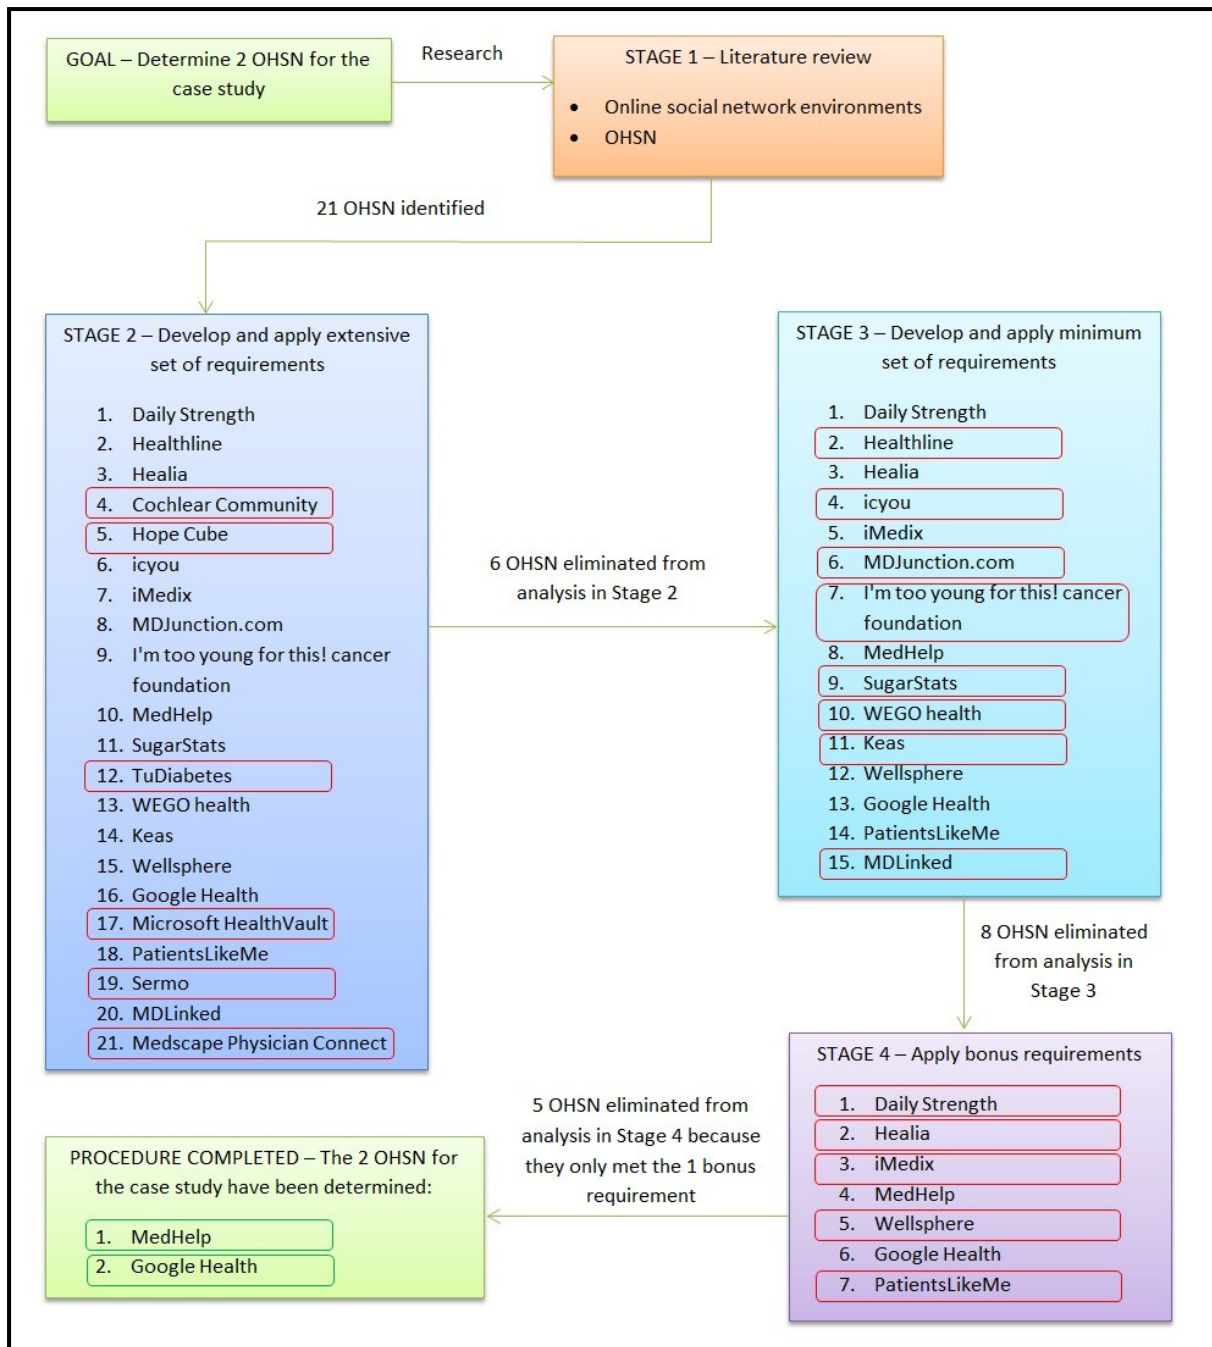 GOAL – Determine 2 OHSN for the
case study
Research
STAGE 1 – Literature review
• Online social network environments
• OHSN
21 OHSN identified
STAGE 2 – Develop and apply extensive
set of requirements
1. Daily Strength
2. Healthline
3. Healia
4. Cochlear Community
5. Hope Cube
6. icyou
7. iMedix
8. MDJunction.com
9. I'm too young for this! cancer
foundation
10. MedHelp
11. SugarStats
12. TuDiabetes
13. WEGO health
14. Keas
15. Wellsphere
16. Google Health
17. Microsoft HealthVault
18. PatientsLikeMe
19. Sermo
20. MDLinked
21. Medscape Physician Connect
6 OHSN eliminated from
analysis in Stage 2
STAGE 3 – Develop and apply minimum
set of requirements
1. Daily Strength
2. Healthline
3. Healia
4. icyou
5. iMedix
6. MDJunction.com
7. I'm too young for this! cancer
foundation
8. MedHelp
9. SugarStats
10. WEGO health
11. Keas
12. Wellsphere
13. Google Health
14. PatientsLikeMe
15. MDLinked
8 OHSN eliminated
from analysis in
Stage 3
STAGE 4 – Apply bonus requirements
1. Daily Strength
2. Healia
3. iMedix
4. MedHelp
5. Wellsphere
6. Google Health
7. PatientsLikeMe
5 OHSN eliminated from
analysis in Stage 4 because
they only met the 1 bonus
requirement
PROCEDURE COMPLETED – The 2 OHSN for
the case study have been determined:
1. MedHelp
2. Google Health